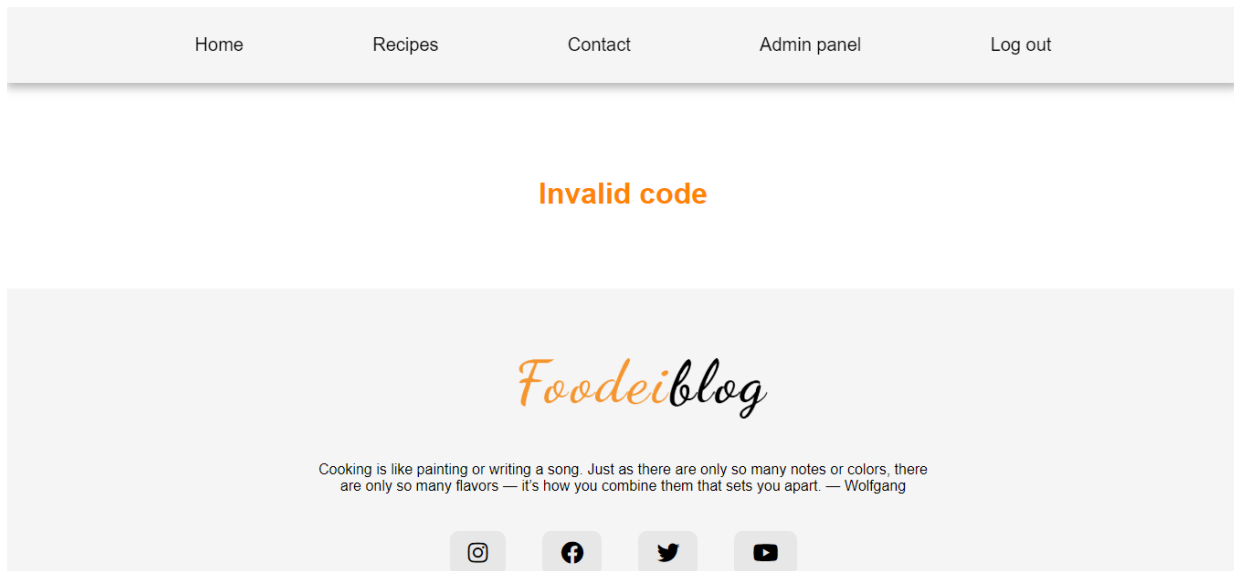 Home Recipes Contact Admin panel Log out
Invalid code
Foodeiblog
Cooking is like painting or writing a song. Just as there are only so many notes or colors, there
are only so many flavors — it's how you combine them that sets you apart. — Wolfgang